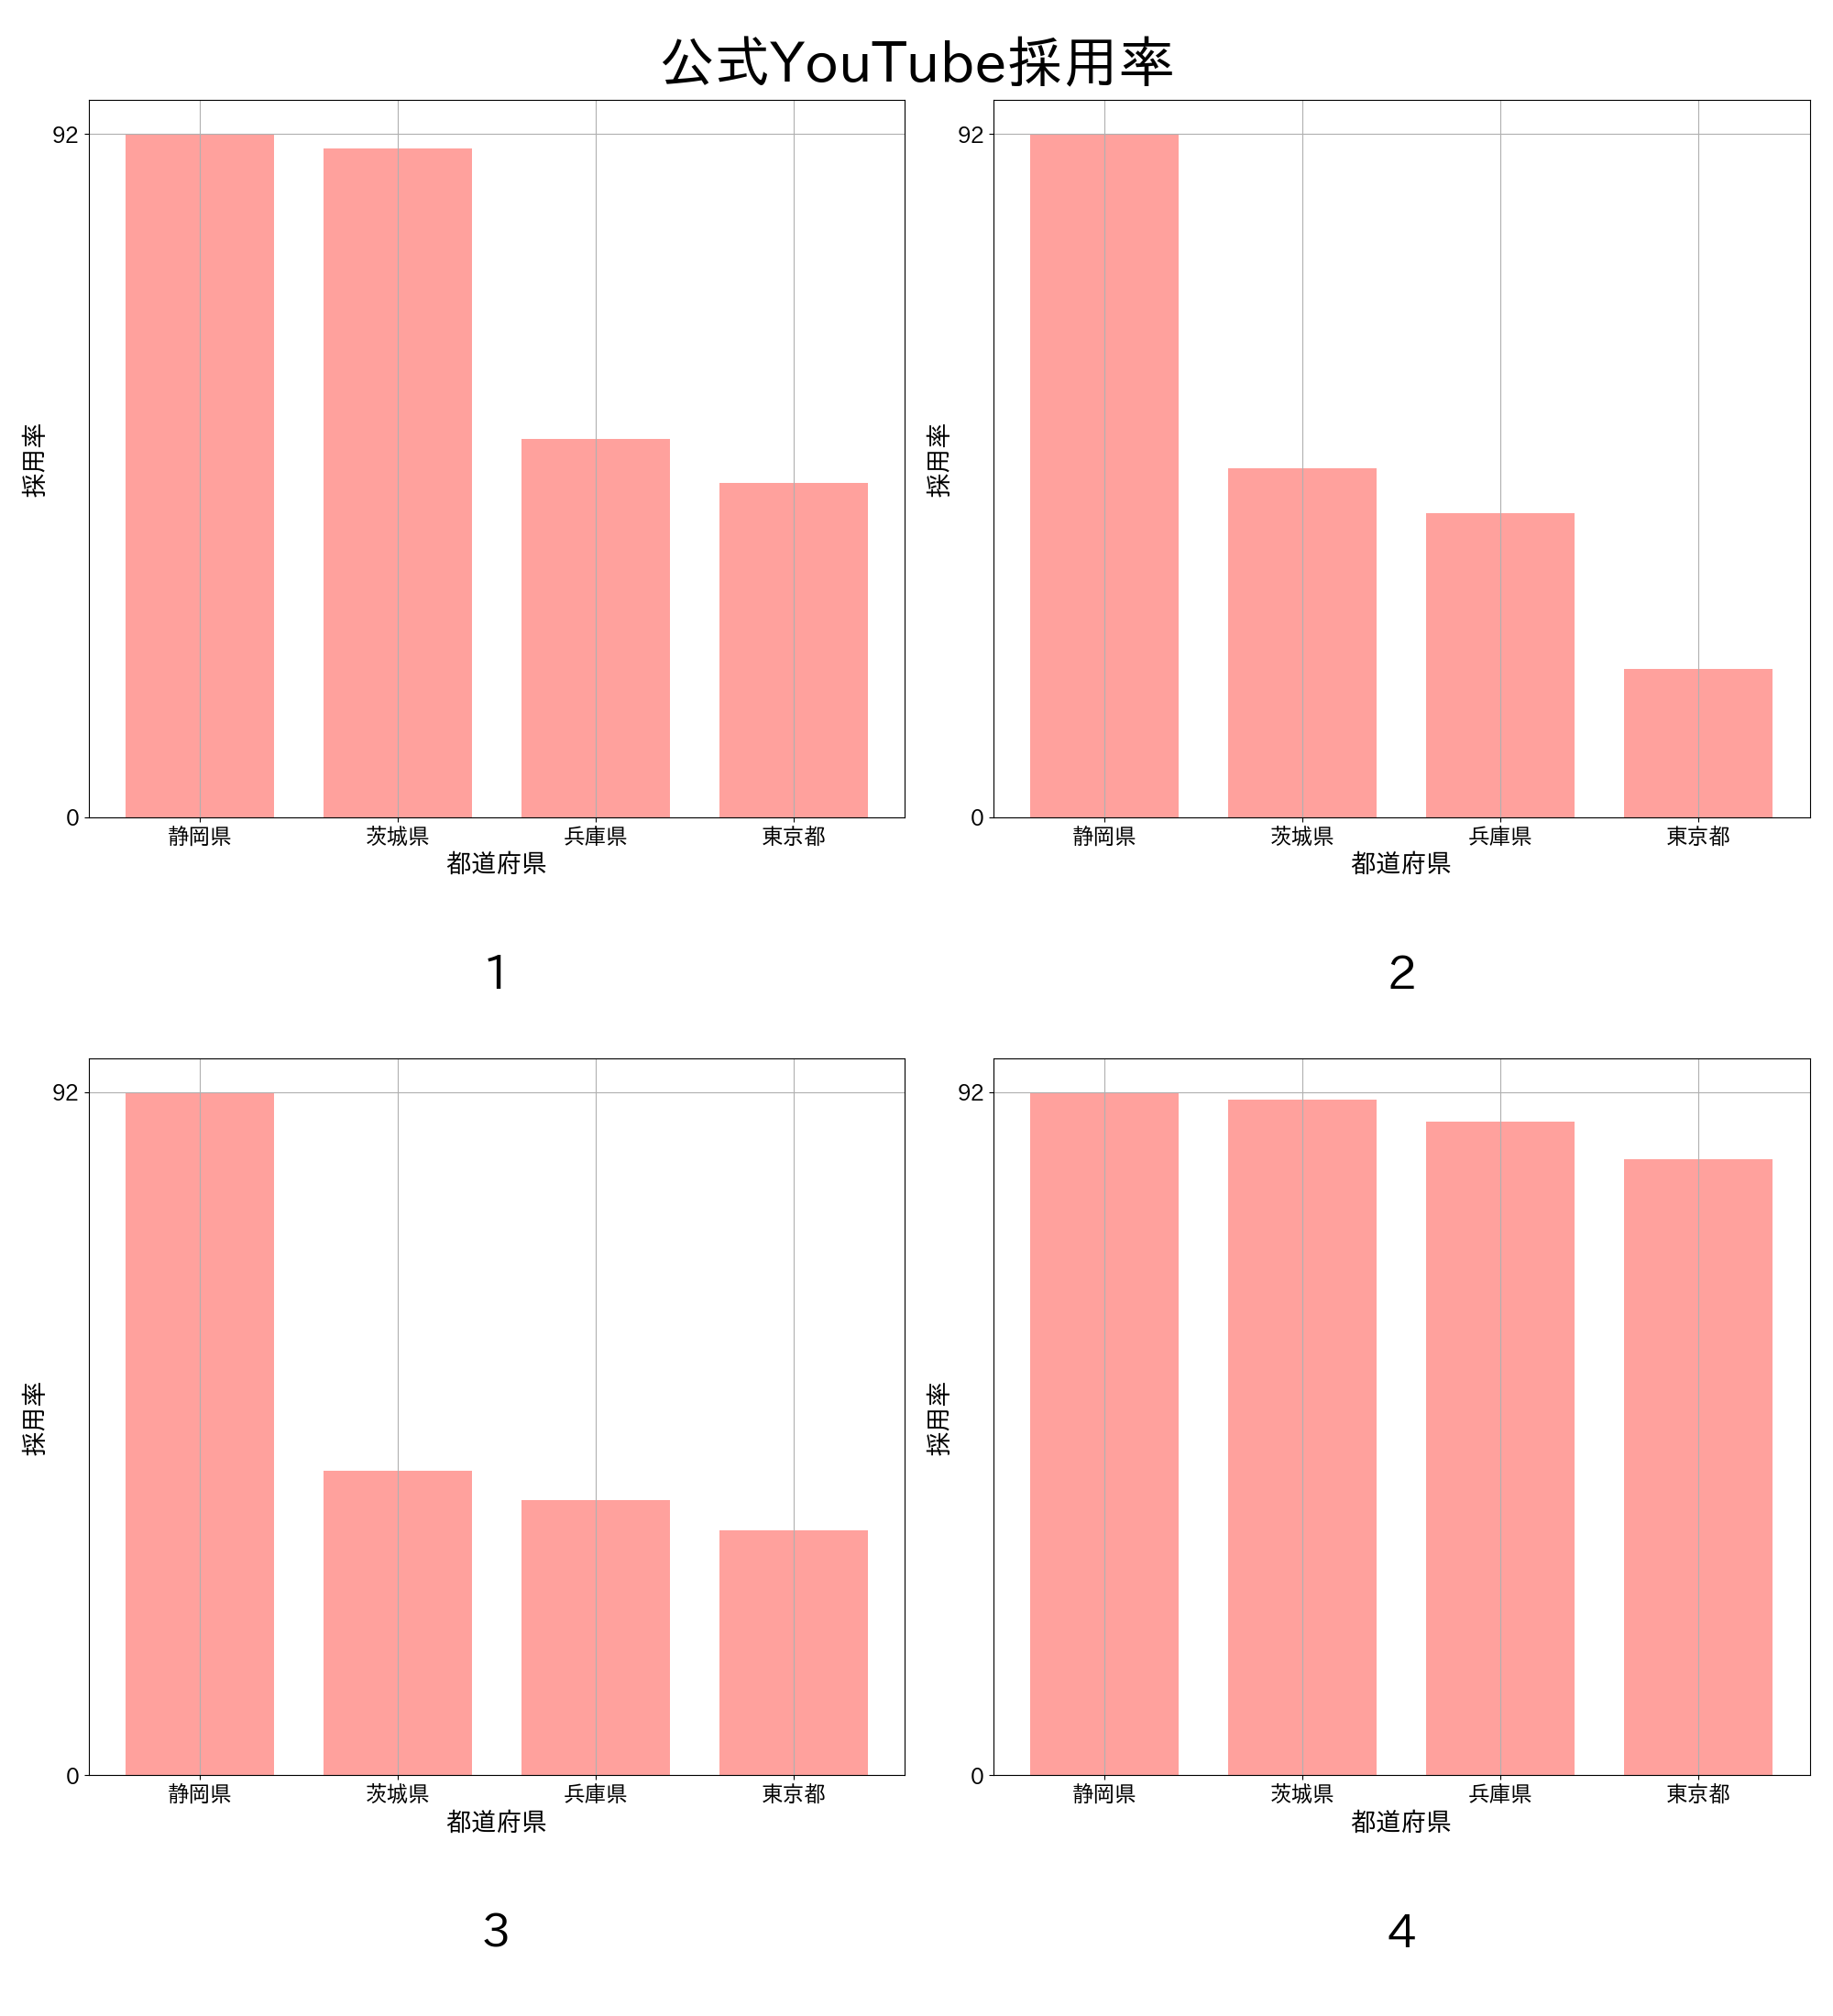 公式YouTube採用率
92
採用率
0
静岡県 茨城県 兵庫県 東京都
都道府県
1
92
採用率
0
静岡県 茨城県 兵庫県 東京都
都道府県
2
92
採用率
0
静岡県 茨城県 兵庫県 東京都
都道府県
3
92
採用率
0
静岡県 茨城県 兵庫県 東京都
都道府県
4